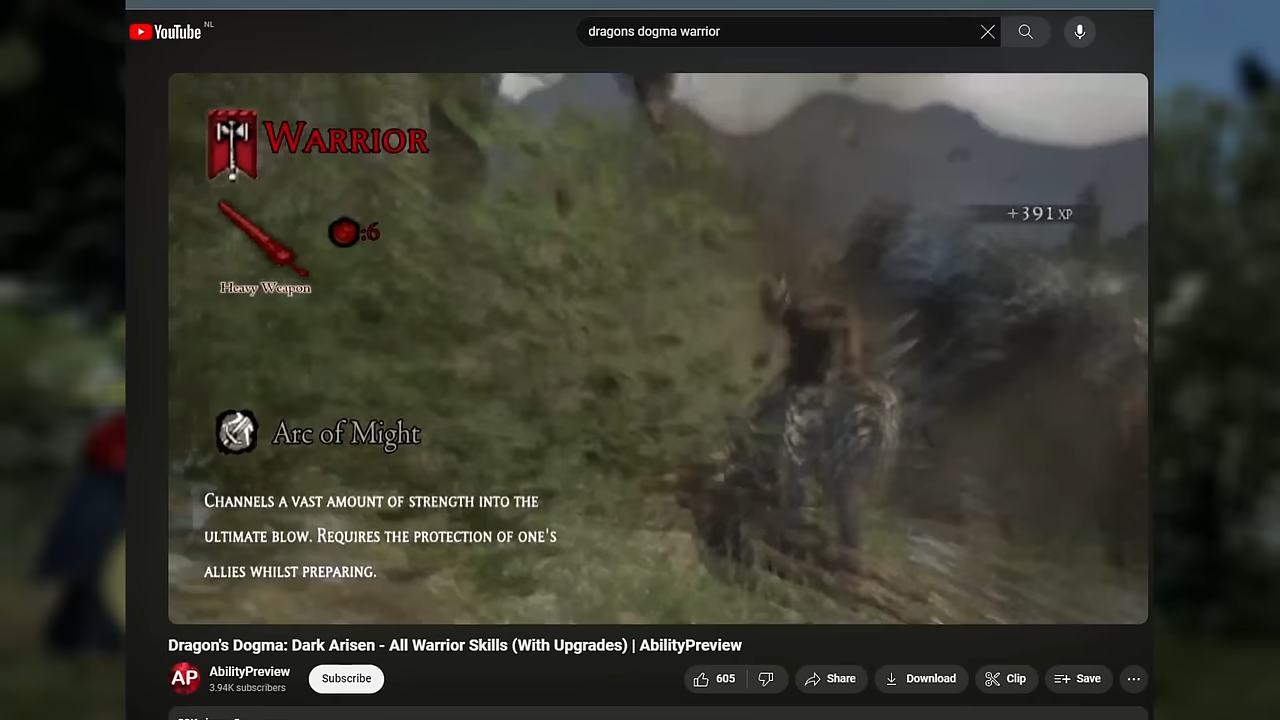 YouTube NL
dragons dogma warrior
Warrior
:6
Heavy Weapon
+391 XP
Arc of Might
Channels a vast amount of strength into the
ultimate blow. Requires the protection of one's
allies whilst preparing.
Dragon's Dogma: Dark Arisen - All Warrior Skills (With Upgrades) | AbilityPreview
AP
AbilityPreview
3.94K subscribers
Subscribe
605
Share
Download
Clip
Save